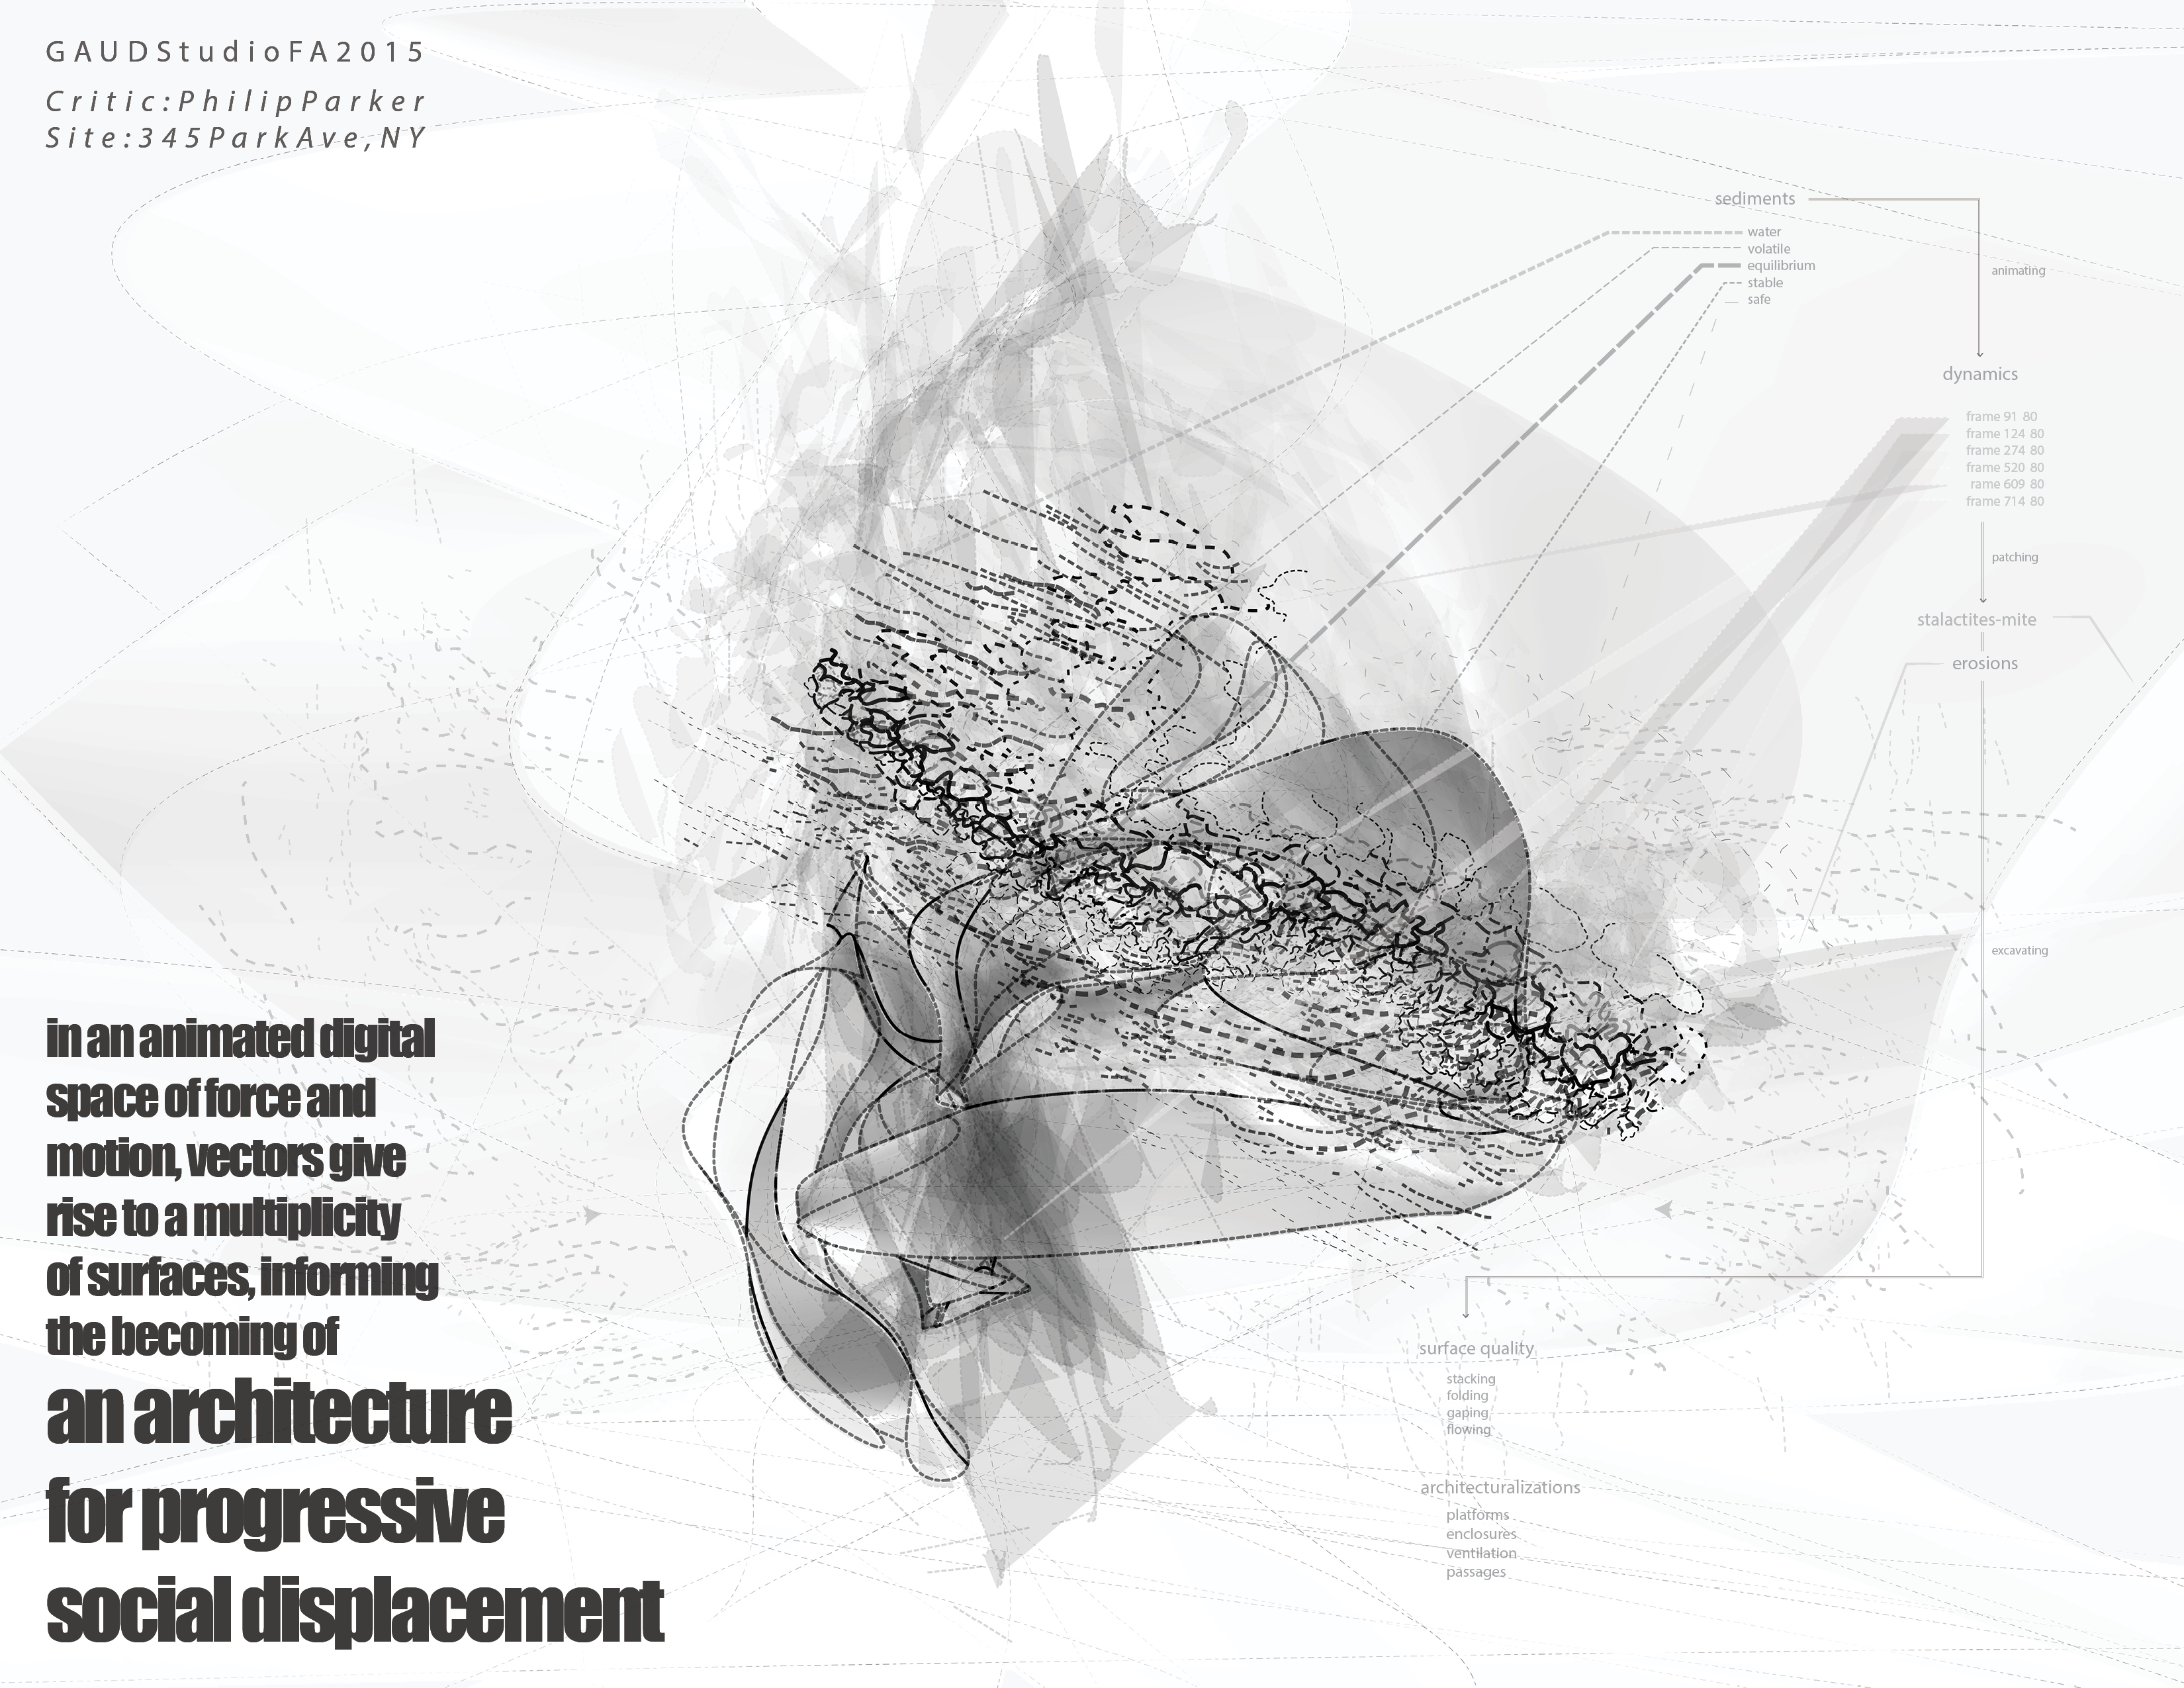 GAUDStudioFA2015
Critic:PhilipParker
Site:345ParkAve,NY
sediments
water
volatile
equilibrium
stable
safe
animating
dynamics
frame 91 80
frame 124 80
frame 274 80
frame 520 80
rame 609 80
frame 714 80
patching
stalactites-mite
erosions
excavating
in an animated digital
space of force and
motion, vectors give
rise to a multiplicity
of surfaces, informing
the becoming of
an architecture
for progressive
social displacement
surface quality
stacking
folding
gaping
flowing
architecturalizations
platforms
enclosures
ventilation
passages